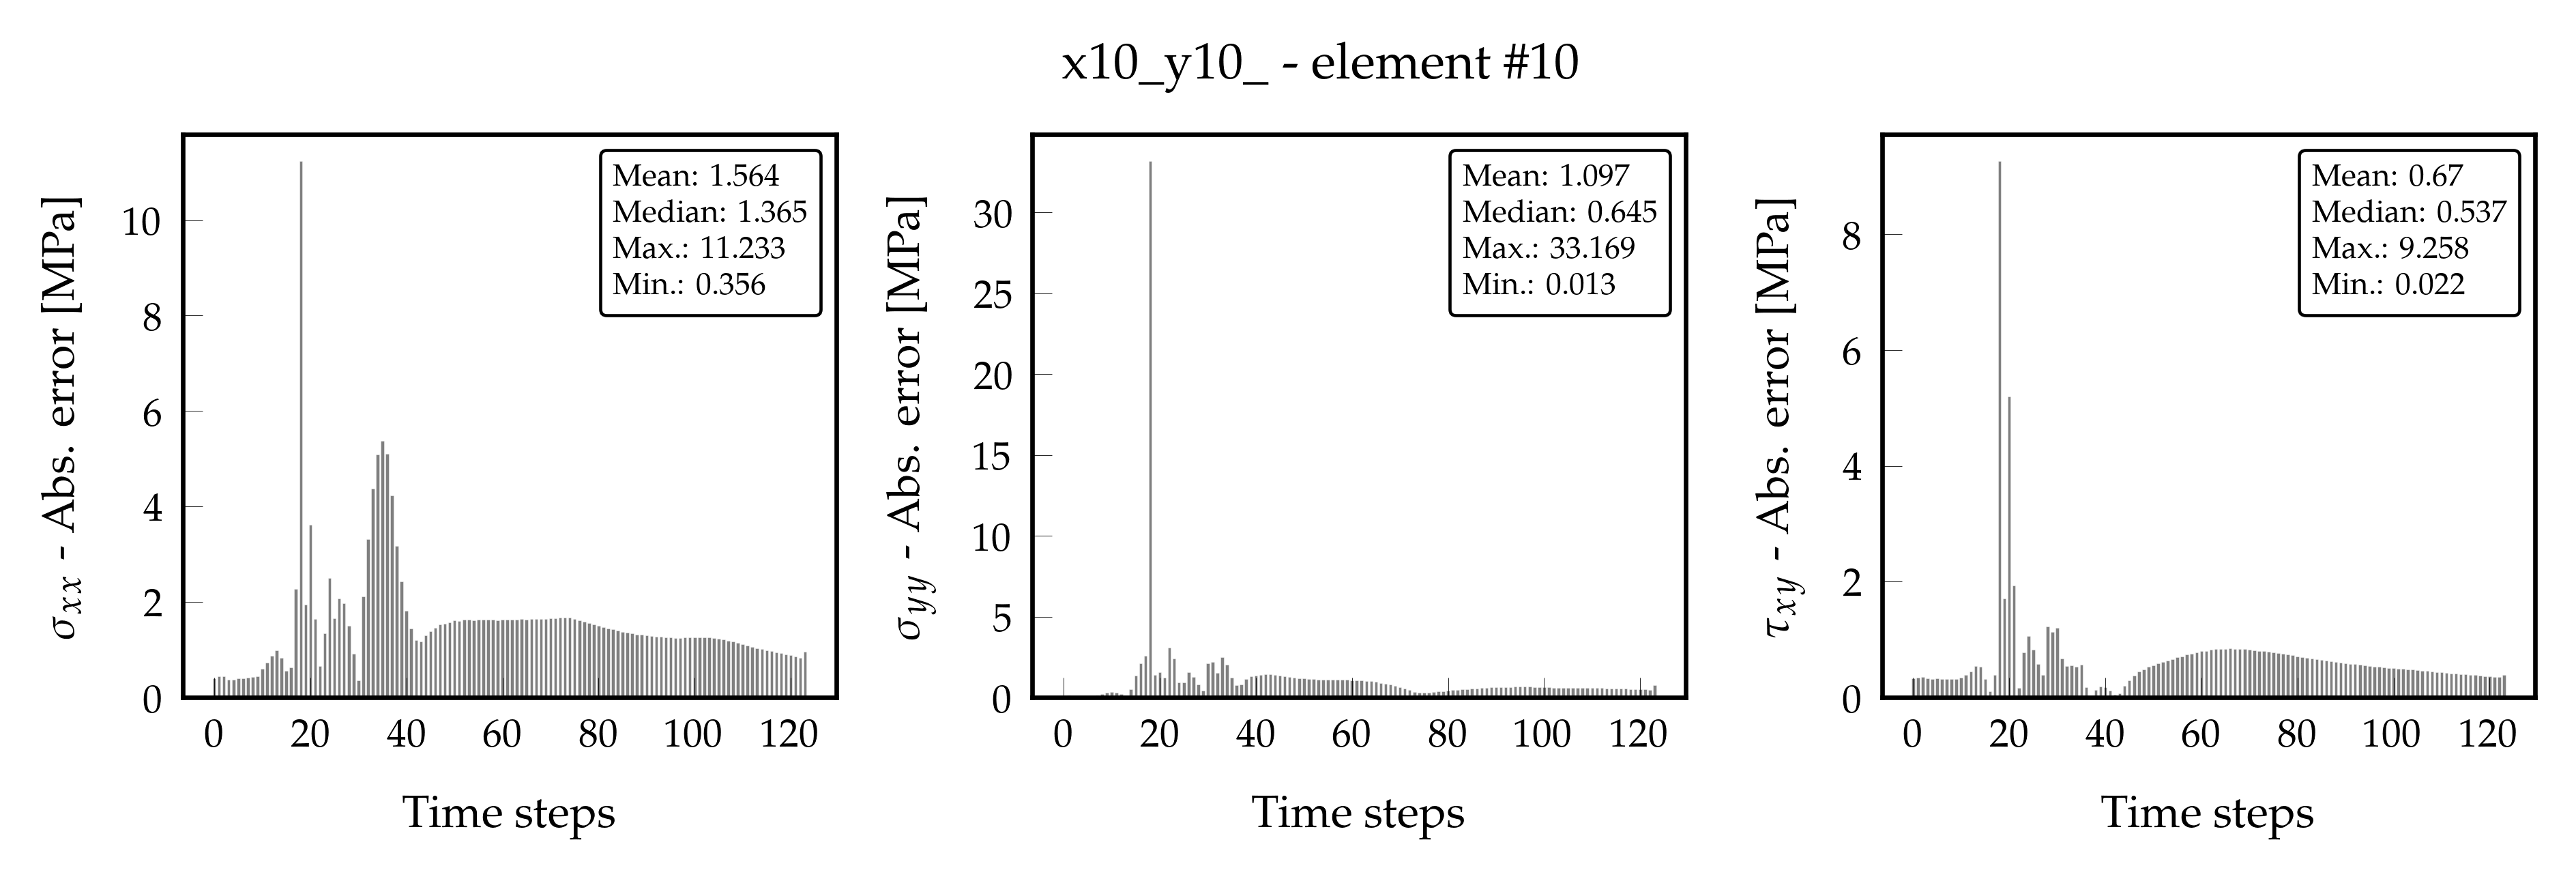 x10_y10_ - element #10
σxx - Abs. error [MPa]
10
8
6
4
2
0
0 20 40 60 80 100 120
Time steps
Mean: 1.564
Median: 1.365
Max.: 11.233
Min.: 0.356
σyy - Abs. error [MPa]
30
25
20
15
10
5
0
0 20 40 60 80 100 120
Time steps
Mean: 1.097
Median: 0.645
Max.: 33.169
Min.: 0.013
τxy - Abs. error [MPa]
8
6
4
2
0
0 20 40 60 80 100 120
Time steps
Mean: 0.67
Median: 0.537
Max.: 9.258
Min.: 0.022